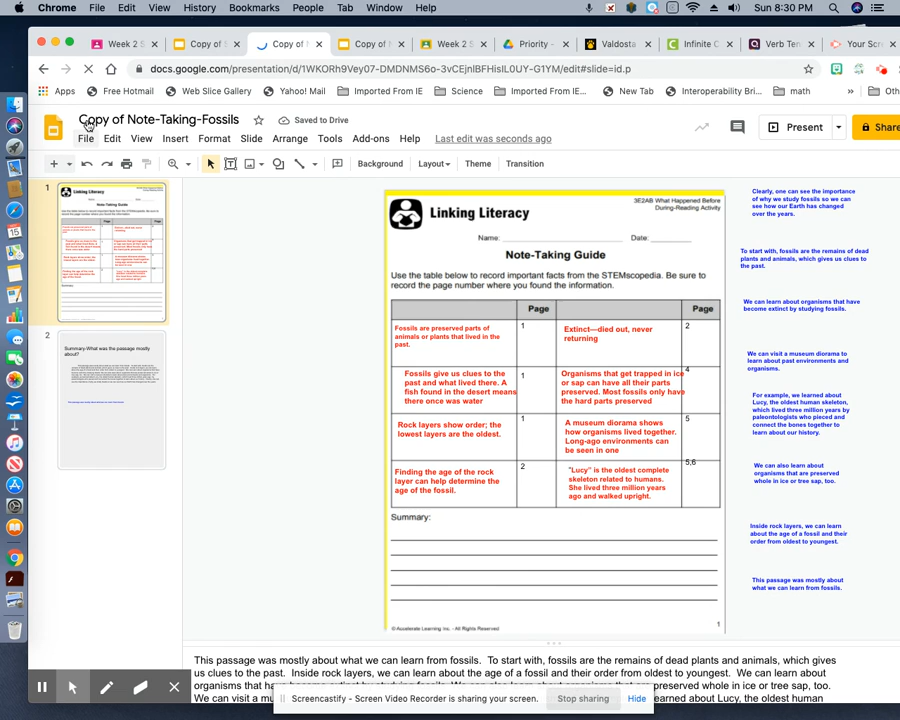 Chrome File Edit View History Bookmarks People Tab Window Help Sun 8:30 PM
Week 2 S Copy of S Copy of N Copy of N Week 2 S Priority - Valdosta Infinite C Verb Ten Your Scre
docs.google.com/presentation/d/1WKORh9Vey07-DMDNMS6o-3vCEjnlBFHisIL0UY-G1YM/edit#slide=id.p
Apps Free Hotmail Web Slice Gallery Yahoo! Mail Imported From IE Science Imported From IE... New Tab Interoperability Bri... math » Oth
Copy of Note-Taking-Fossils Saved to Drive
File Edit View Insert Format Slide Arrange Tools Add-ons Help Last edit was seconds ago
Present Share
Background Layout Theme Transition
1
2
Linking Literacy
Note-Taking Guide
Summary-What was the passage mostly
about?
Linking Literacy
3E2AB What Happened Before
During-Reading Activity
Name: Date:
Note-Taking Guide
Use the table below to record important facts from the STEMscopedia. Be sure to
record the page number where you found the information.
Page Page
Fossils are preserved parts of
animals or plants that lived in the
past.
1
Extinct—died out, never
returning
2
Fossils give us clues to the
past and what lived there. A
fish found in the desert means
there once was water
1
Organisms that get trapped in ice
or sap can have all their parts
preserved. Most fossils only have
the hard parts preserved
4
Rock layers show order; the
lowest layers are the oldest.
1
A museum diorama shows
how organisms lived together.
Long-ago environments can
be seen in one
5
Finding the age of the rock
layer can help determine the
age of the fossil.
2
"Lucy" is the oldest complete
skeleton related to humans.
She lived three million years
ago and walked upright.
5,6
Summary:
© Accelerate Learning Inc. - All Rights Reserved
1
Clearly, one can see the importance
of why we study fossils so we can
see how our Earth has changed
over the years.
To start with, fossils are the remains of dead
plants and animals, which gives us clues to
the past.
We can learn about organisms that have
become extinct by studying fossils.
We can visit a museum diorama to
learn about past environments and
organisms.
For example, we learned about
Lucy, the oldest human skeleton,
which lived three million years by
paleontologists who pieced and
connect the bones together to
learn about our history.
We can also learn about
organisms that are preserved
whole in ice or tree sap, too.
Inside rock layers, we can learn
about the age of a fossil and their
order from oldest to youngest.
This passage was mostly about
what we can learn from fossils.
This passage was mostly about what we can learn from fossils. To start with, fossils are the remains of dead plants and animals, which gives
us clues to the past. Inside rock layers, we can learn about the age of a fossil and their order from oldest to youngest. We can learn about
organisms that have preserved whole in ice or tree sap, too.
We can visit a mu learned about Lucy, the oldest human
Screencastify - Screen Video Recorder is sharing your screen. Stop sharing Hide